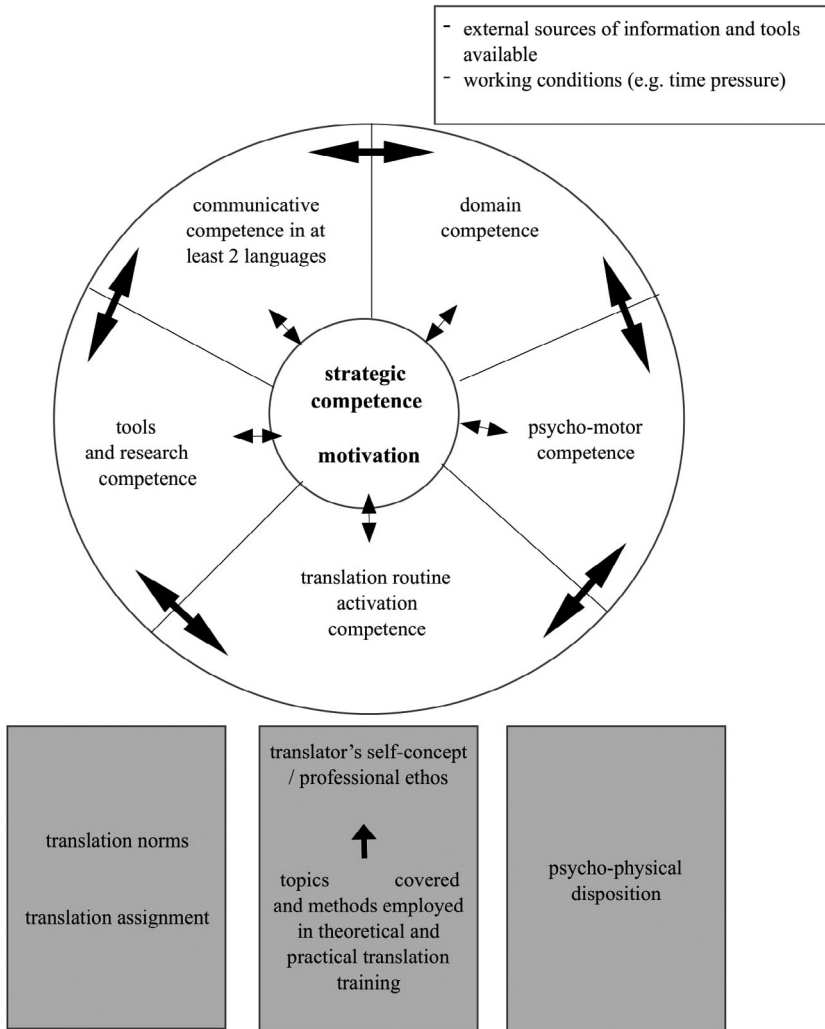 - external sources of information and tools
available
- working conditions (e.g. time pressure)
communicative
competence in at
least 2 languages
domain
competence
strategic
competence
motivation
tools
and research
competence
psycho-motor
competence
translation routine
activation
competence
translation norms
translation assignment
translator’s self-concept
/ professional ethos
topics covered
and methods employed
in theoretical and
practical translation
training
psycho-physical
disposition